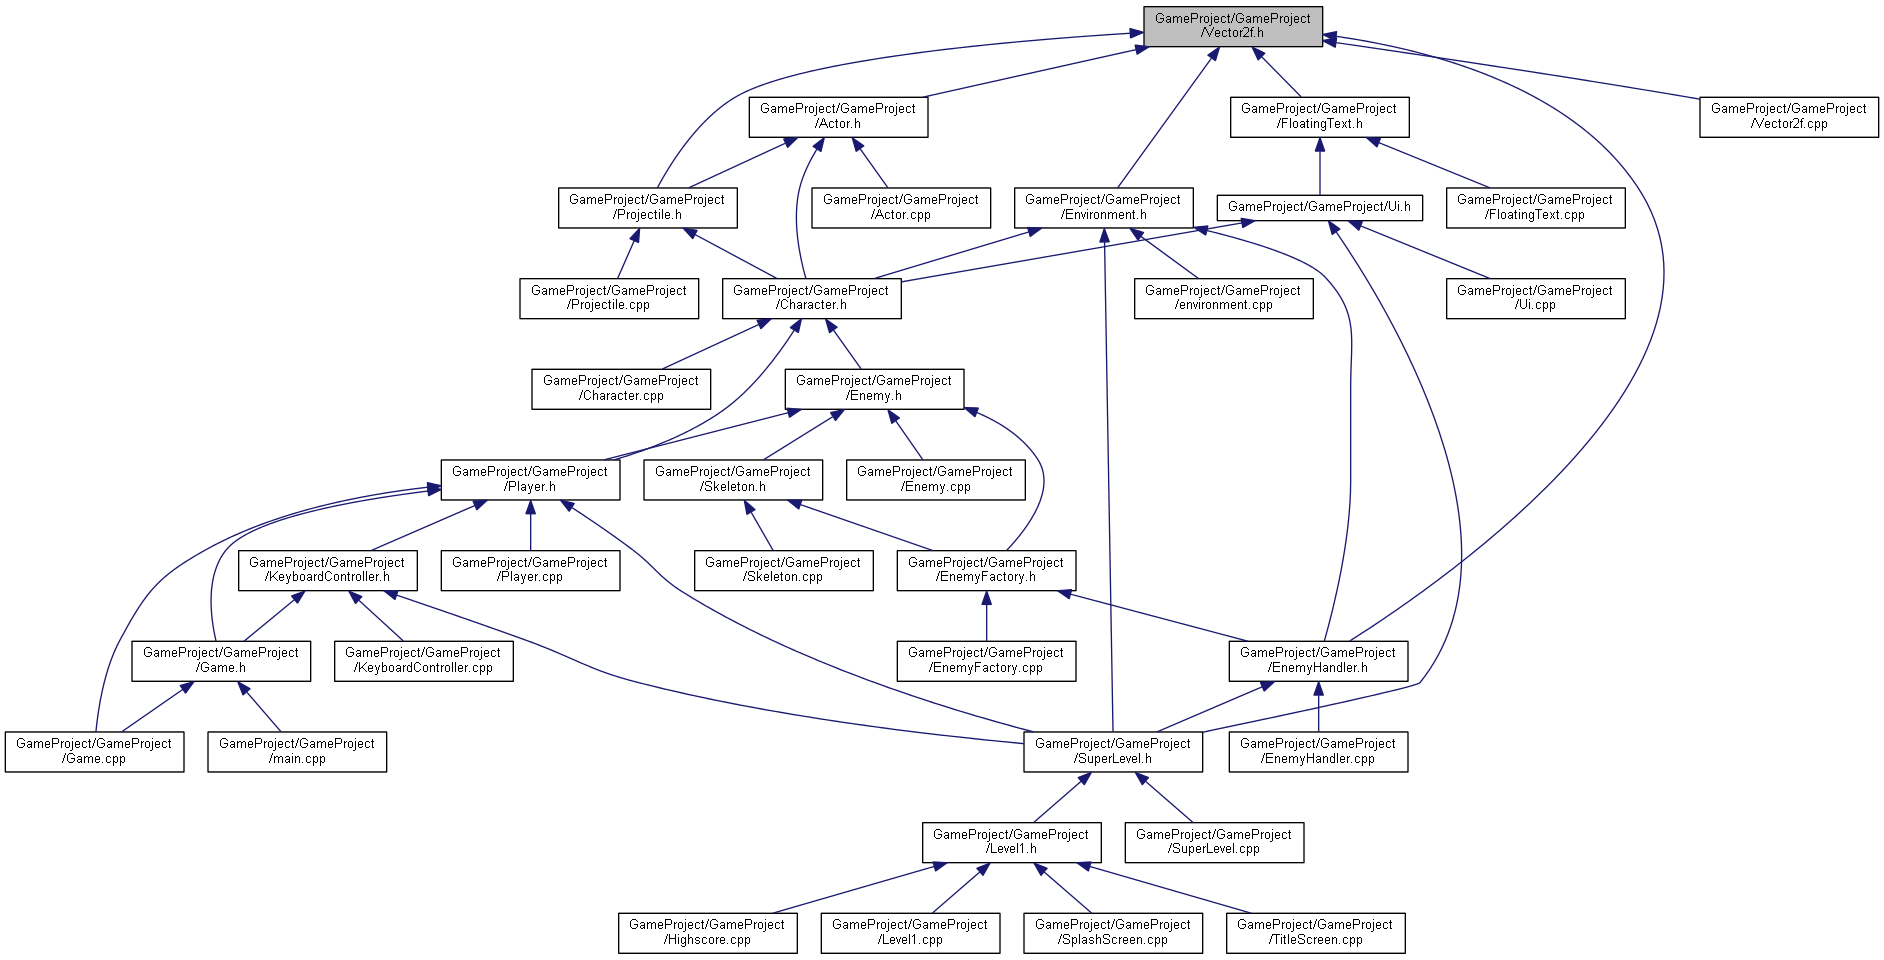 GameProject/GameProject
/Vector2f.h
GameProject/GameProject
/Actor.h
GameProject/GameProject
/FloatingText.h
GameProject/GameProject
/Vector2f.cpp
GameProject/GameProject
/Projectile.h
GameProject/GameProject
/Actor.cpp
GameProject/GameProject
/Environment.h
GameProject/GameProject/Ui.h
GameProject/GameProject
/FloatingText.cpp
GameProject/GameProject
/Projectile.cpp
GameProject/GameProject
/Character.h
GameProject/GameProject
/environment.cpp
GameProject/GameProject
/Ui.cpp
GameProject/GameProject
/Character.cpp
GameProject/GameProject
/Enemy.h
GameProject/GameProject
/Player.h
GameProject/GameProject
/Skeleton.h
GameProject/GameProject
/Enemy.cpp
GameProject/GameProject
/KeyboardController.h
GameProject/GameProject
/Player.cpp
GameProject/GameProject
/Skeleton.cpp
GameProject/GameProject
/EnemyFactory.h
GameProject/GameProject
/Game.h
GameProject/GameProject
/KeyboardController.cpp
GameProject/GameProject
/EnemyFactory.cpp
GameProject/GameProject
/EnemyHandler.h
GameProject/GameProject
/Game.cpp
GameProject/GameProject
/main.cpp
GameProject/GameProject
/SuperLevel.h
GameProject/GameProject
/EnemyHandler.cpp
GameProject/GameProject
/Level1.h
GameProject/GameProject
/SuperLevel.cpp
GameProject/GameProject
/Highscore.cpp
GameProject/GameProject
/Level1.cpp
GameProject/GameProject
/SplashScreen.cpp
GameProject/GameProject
/TitleScreen.cpp